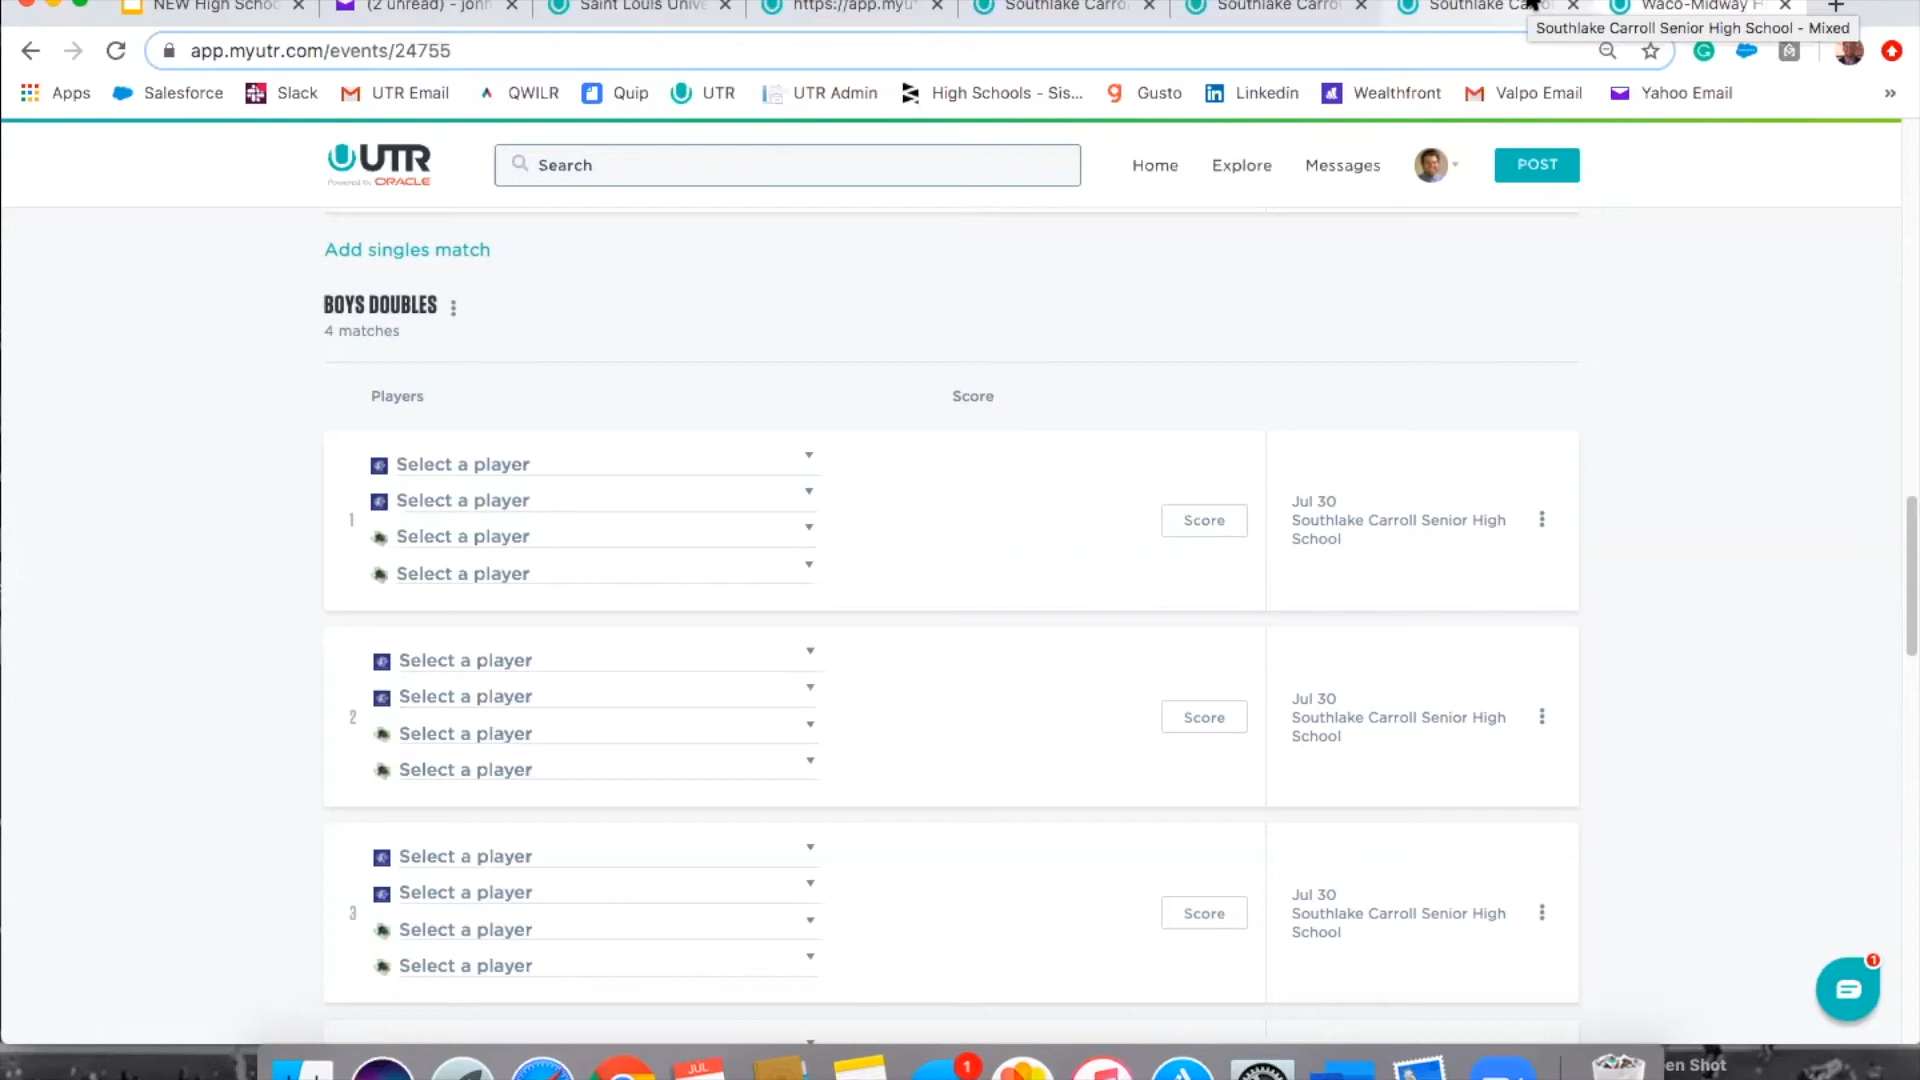 NEW High Schoo
(2 unread) - john
Saint Louis Unive
https://app.myut
Southlake Carro
Southlake Carro
Southlake Ca
Waco-Midway H
Southlake Carroll Senior High School - Mixed
app.myutr.com/events/24755
Apps
Salesforce
Slack
UTR Email
QWILR
Quip
UTR
UTR Admin
High Schools - Sis...
Gusto
Linkedin
Wealthfront
Valpo Email
Yahoo Email
»
UTR
Powered by ORACLE
Search
Home
Explore
Messages
POST
Add singles match
BOYS DOUBLES
4 matches
Players
Score
1
Select a player
Select a player
Select a player
Select a player
Score
Jul 30
Southlake Carroll Senior High
School
2
Select a player
Select a player
Select a player
Select a player
Score
Jul 30
Southlake Carroll Senior High
School
3
Select a player
Select a player
Select a player
Select a player
Score
Jul 30
Southlake Carroll Senior High
School
1
JUL
1
en Shot